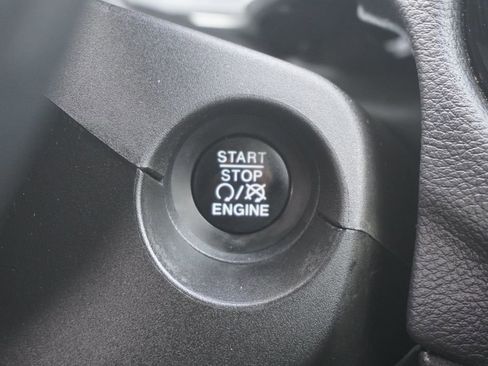 START
STOP
/
ENGINE